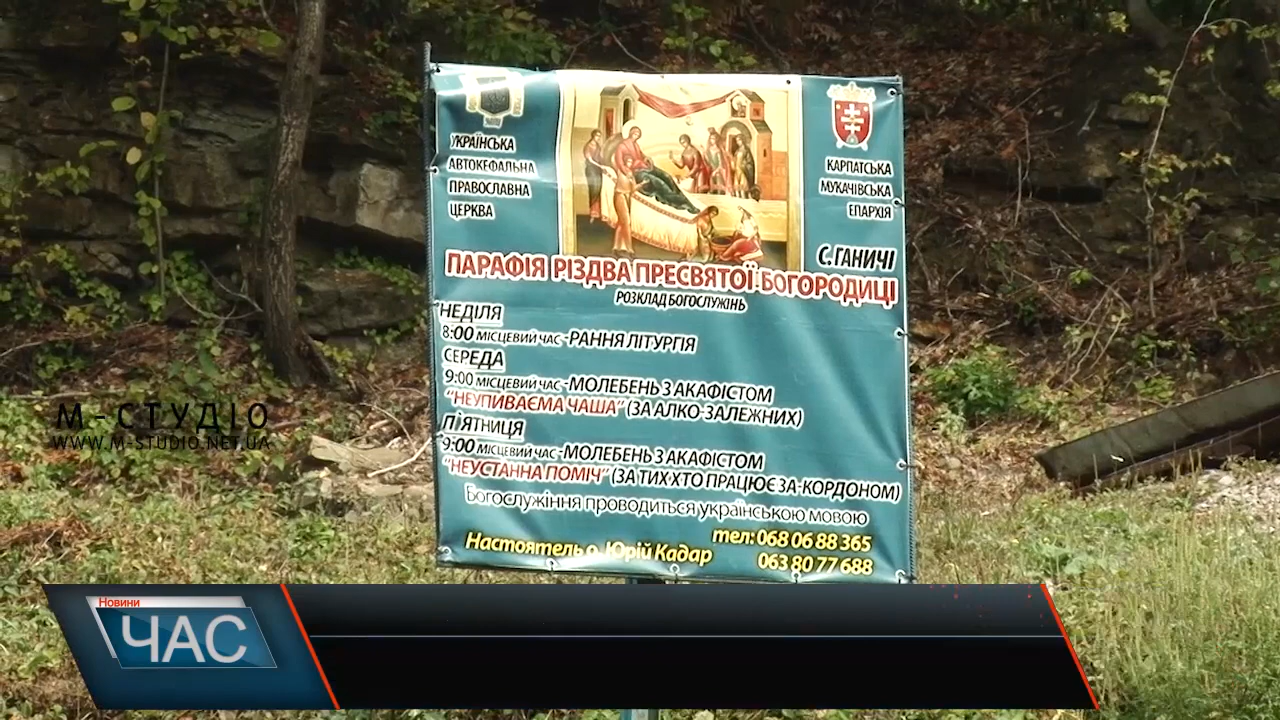 УКРАЇНСЬКА
АВТОКЕФАЛЬНА
ПРАВОСЛАВНА
ЦЕРКВА
КАРПАТСЬКА
МУКАЧІВСЬКА
ЕПАРХІЯ
С. ГАНИЧІ
ПАРАФІЯ РІЗДВА ПРЕСВЯТОЇ БОГОРОДИЦІ
РОЗКЛАД БОГОСЛУЖІНЬ
НЕДІЛЯ
8:00 МІСЦЕВИЙ ЧАС -РАННЯ ЛІТУРГІЯ
СЕРЕДА
9:00 МІСЦЕВИЙ ЧАС -МОЛЕБЕНЬ З АКАФІСТОМ
"НЕУПИВАЄМА ЧАША" (ЗА АЛКО-ЗАЛЕЖНИХ)
П`ЯТНИЦЯ
9:00 МІСЦЕВИЙ ЧАС -МОЛЕБЕНЬ З АКАФІСТОМ
"НЕУСТАННА ПОМІЧ" (ЗА ТИХ-ХТО ПРАЦЮЄ ЗА-КОРДОНОМ)
Богослужіння проводиться українською мовою
Настоятель о. Юрій Кадар
тел: 068 06 88 365
063 80 77 688
М-СТУДІО
WWW.M-STUDIO.NET.UA
Новини
ЧАС